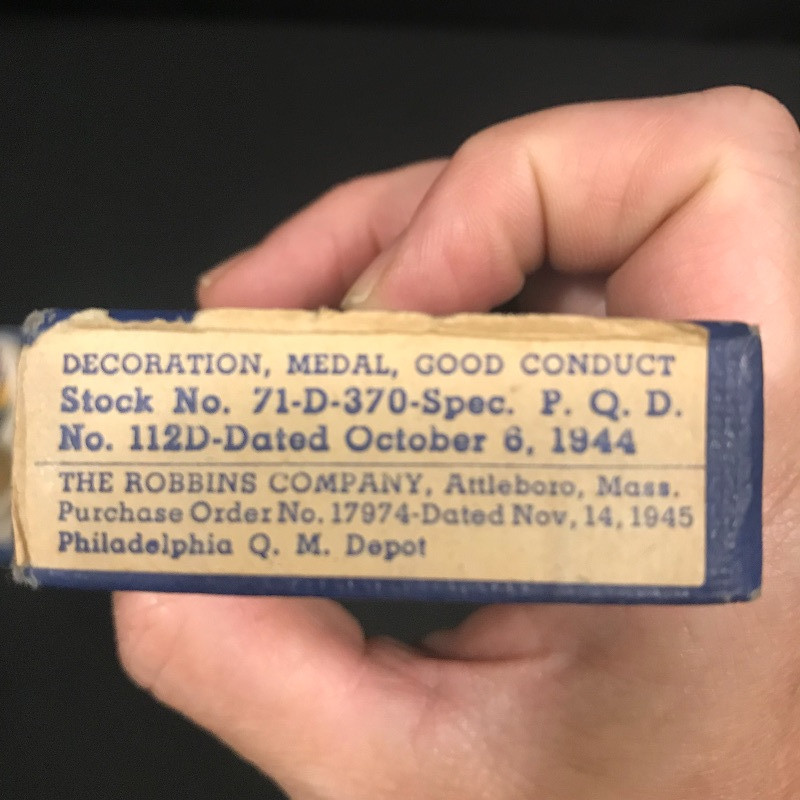 DECORATION, MEDAL, GOOD CONDUCT
Stock No. 71-D-370-Spec. P. Q. D.
No. 112D-Dated October 6, 1944
THE ROBBINS COMPANY, Attleboro, Mass.
Purchase Order No. 17974-Dated Nov, 14, 1945
Philadelphia Q. M. Depot